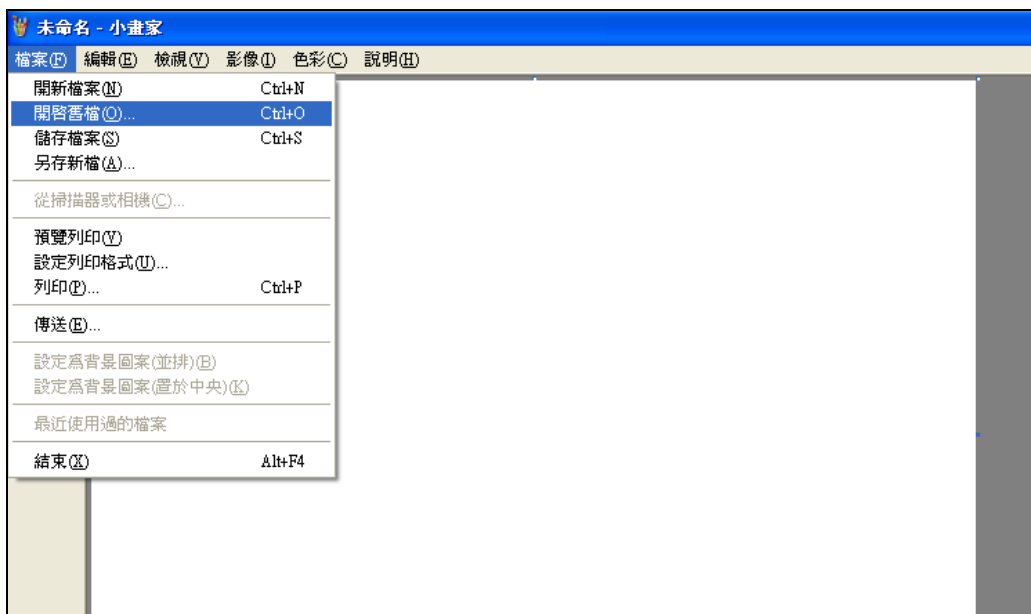 未命名 - 小畫家
檔案(F) 編輯(E) 檢視(V) 影像(I) 色彩(C) 說明(H)
開新檔案(N) Ctrl+N
開啓舊檔(O)... Ctrl+O
儲存檔案(S) Ctrl+S
另存新檔(A)...
從掃描器或相機(C)...
預覽列印(V)
設定列印格式(U)...
列印(P)... Ctrl+P
傳送(E)...
設定爲背景圖案(並排)(B)
設定爲背景圖案(置於中央)(K)
最近使用過的檔案
結束(X) Alt+F4